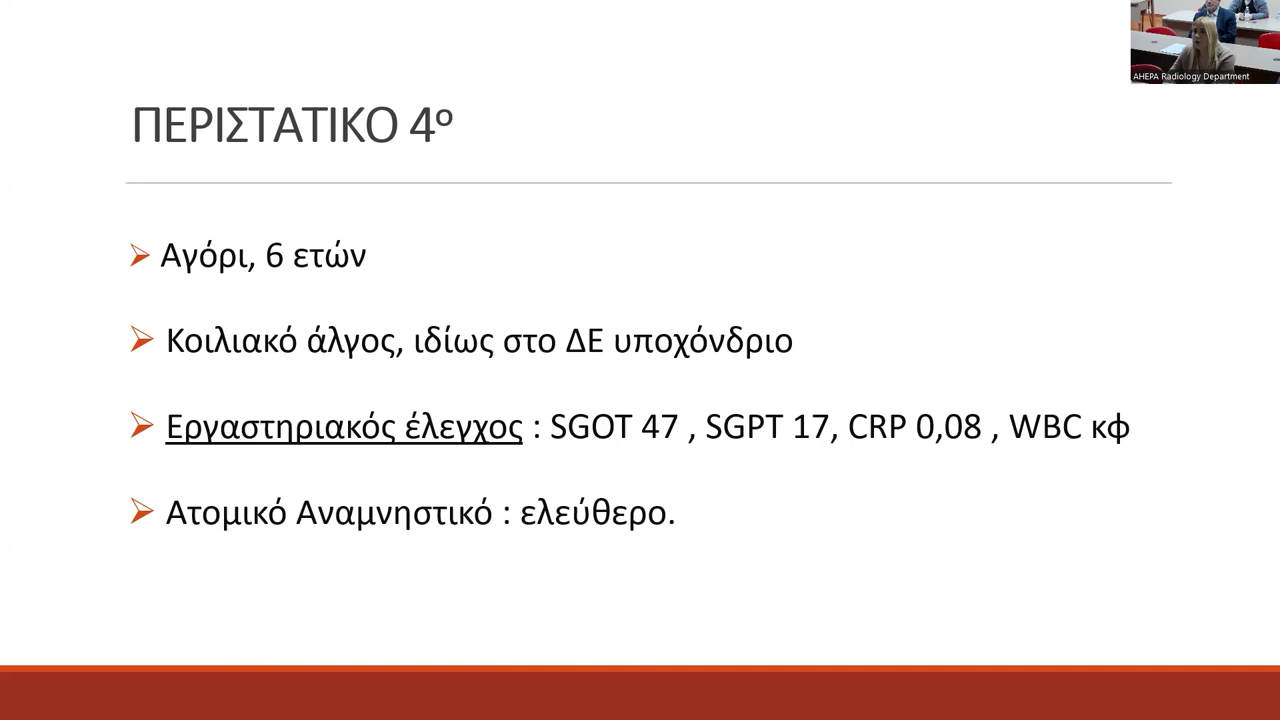 AHEPA Radiology Department
ΠΕΡΙΣΤΑΤΙΚΟ 4ο
Αγόρι, 6 ετών
Κοιλιακό άλγος, ιδίως στο ΔΕ υποχόνδριο
Εργαστηριακός έλεγχος : SGOT 47 , SGPT 17, CRP 0,08 , WBC κφ
Ατομικό Αναμνηστικό : ελεύθερο.